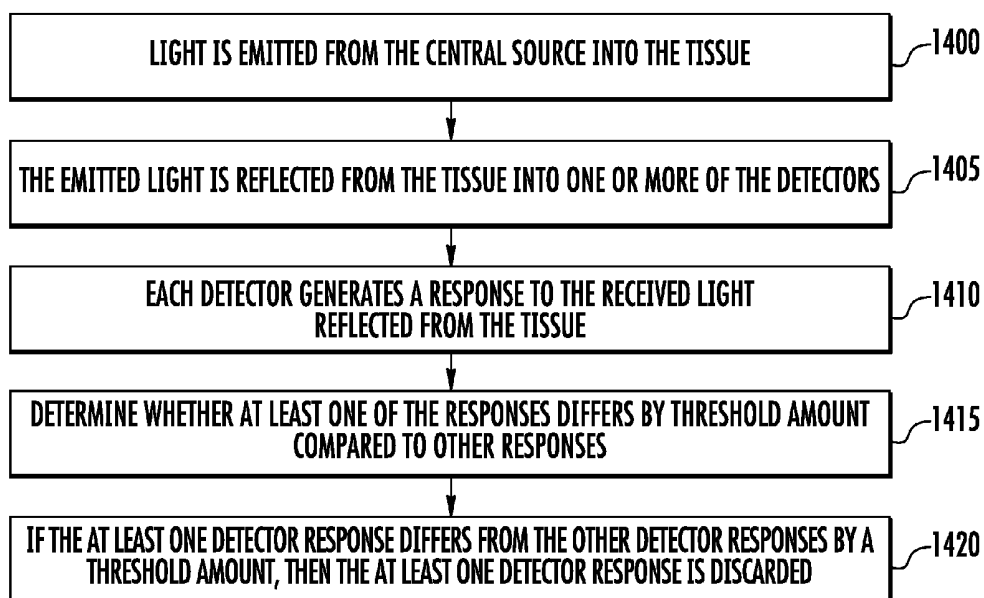 LIGHT IS EMITTED FROM THE CENTRAL SOURCE INTO THE TISSUE
1400
THE EMITTED LIGHT IS REFLECTED FROM THE TISSUE INTO ONE OR MORE OF THE DETECTORS
1405
EACH DETECTOR GENERATES A RESPONSE TO THE RECEIVED LIGHT
REFLECTED FROM THE TISSUE
1410
DETERMINE WHETHER AT LEAST ONE OF THE RESPONSES DIFFERS BY THRESHOLD AMOUNT
COMPARED TO OTHER RESPONSES
1415
IF THE AT LEAST ONE DETECTOR RESPONSE DIFFERS FROM THE OTHER DETECTOR RESPONSES BY A
THRESHOLD AMOUNT, THEN THE AT LEAST ONE DETECTOR RESPONSE IS DISCARDED
1420